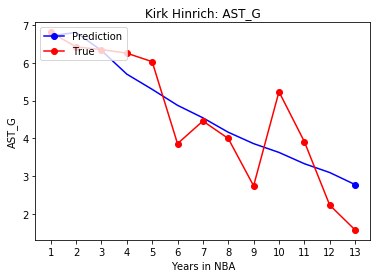 Kirk Hinrich: AST_G
7
6
5
4
3
2
AST_G
Prediction
True
1 2 3 4 5 6 7 8 9 10 11 12 13
Years in NBA